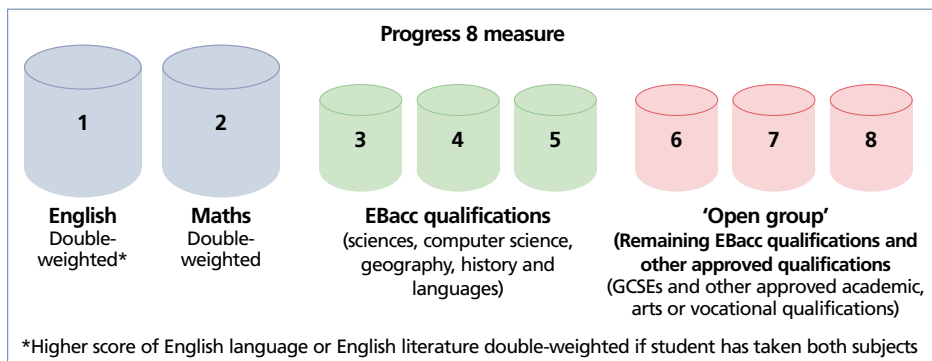 Progress 8 measure
1
2
3
4
5
6
7
8
English
Double-
weighted*
Maths
Double-
weighted
EBacc qualifications
(sciences, computer science,
geography, history and
languages)
‘Open group’
(Remaining EBacc qualifications and
other approved qualifications
(GCSEs and other approved academic,
arts or vocational qualifications)
*Higher score of English language or English literature double-weighted if student has taken both subjects